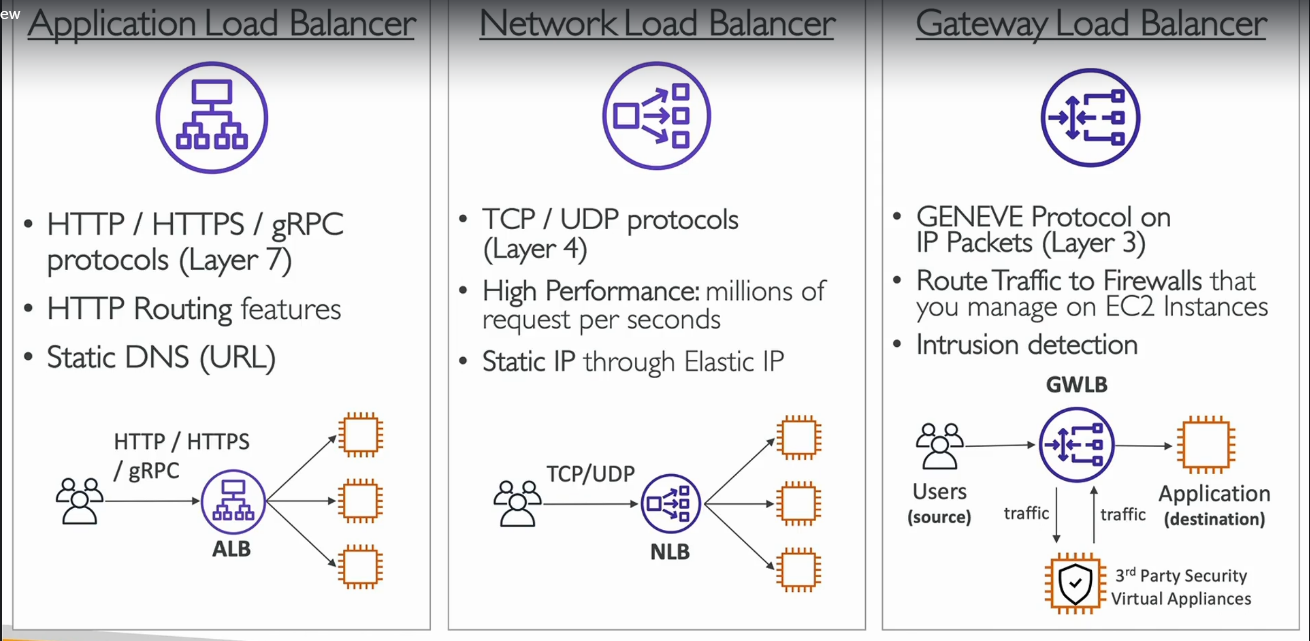 ew
Application Load Balancer
• HTTP / HTTPS / gRPC
protocols (Layer 7)
• HTTP Routing features
• Static DNS (URL)
HTTP / HTTPS
/ gRPC
ALB
Network Load Balancer
• TCP / UDP protocols
(Layer 4)
• High Performance: millions of
request per seconds
• Static IP through Elastic IP
TCP/UDP
NLB
Gateway Load Balancer
• GENEVE Protocol on
IP Packets (Layer 3)
• Route Traffic to Firewalls that
you manage on EC2 Instances
• Intrusion detection
GWLB
Users
(source)
traffic
traffic
Application
(destination)
3rd Party Security
Virtual Appliances